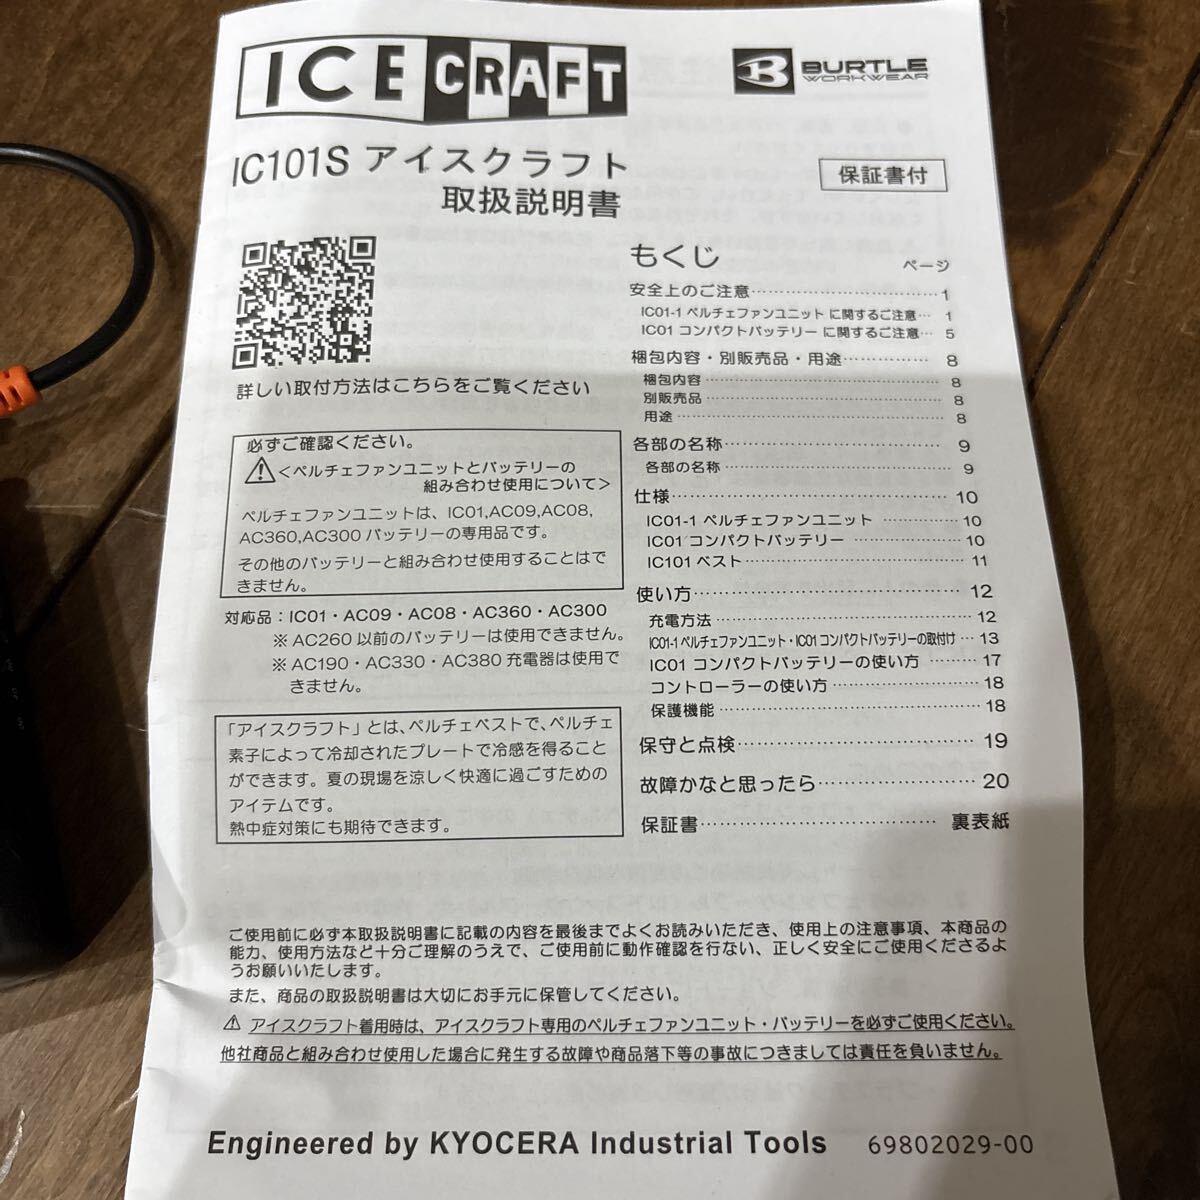 ICE CRAFT
BURTLE
WORKWEAR
IC101S アイスクラフト
取扱説明書
保証書付
詳しい取付方法はこちらをご覧ください
必ずご確認ください。
<ペルチェファンユニットとバッテリーの
組み合わせ使用について>
ペルチェファンユニットは、IC01,AC09,AC08,
AC360,AC300 バッテリーの専用品です。
その他のバッテリーと組み合わせ使用することはで
きません。
対応品：IC01・AC09・AC08・AC360・AC300
※ AC260 以前のバッテリーは使用できません。
※ AC190・AC330・AC380 充電器は使用で
きません。
「アイスクラフト」とは、ペルチェベストで、ペルチェ
素子によって冷却されたプレートで冷感を得ること
ができます。夏の現場を涼しく快適に過ごすための
アイテムです。
熱中症対策にも期待できます。
もくじ
ページ
安全上のご注意…………………………1
IC01-1 ペルチェファンユニット に関するご注意… 1
IC01 コンパクトバッテリー に関するご注意… 5
梱包内容・別販売品・用途…………… 8
梱包内容…………………………………… 8
別販売品…………………………………… 8
用途………………………………………… 8
各部の名称……………………………… 9
各部の名称………………………………… 9
仕様…………………………………… 10
IC01-1 ペルチェファンユニット …………… 10
IC01 コンパクトバッテリー ……………… 10
IC101 ベスト……………………………… 11
使い方………………………………… 12
充電方法…………………………………… 12
IC01-1 ペルチェファンユニット・IC01 コンパクトバッテリーの取付け … 13
IC01 コンパクトバッテリーの使い方 ……… 17
コントローラーの使い方…………………… 18
保護機能…………………………………… 18
保守と点検…………………………… 19
故障かなと思ったら………………… 20
保証書……………………………… 裏表紙
ご使用前に必ず本取扱説明書に記載の内容を最後までよくお読みいただき、使用上の注意事項、本商品の
能力、使用方法など十分ご理解のうえで、ご使用前に動作確認を行ない、正しく安全にご使用くださるよ
うお願いいたします。
また、商品の取扱説明書は大切にお手元に保管してください。
⚠ アイスクラフト着用時は、アイスクラフト専用のペルチェファンユニット・バッテリーを必ずご使用ください。
他社商品と組み合わせ使用した場合に発生する故障や商品落下等の事故につきましては責任を負いません。
Engineered by KYOCERA Industrial Tools 69802029-00